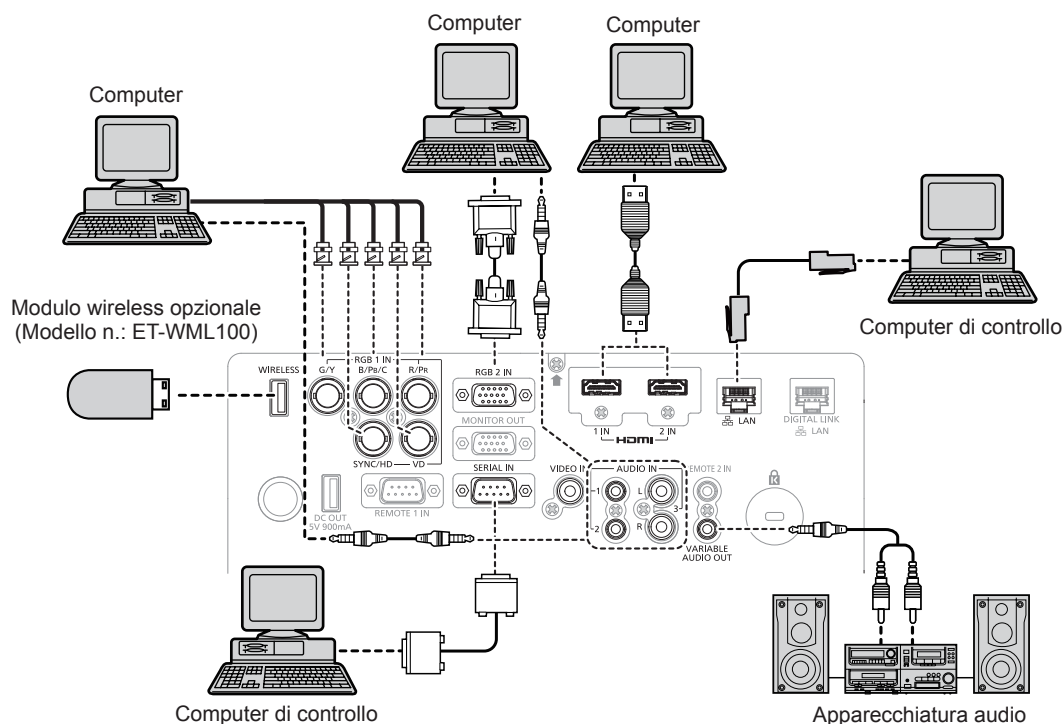 Computer
Computer
Computer
Modulo wireless opzionale
(Modello n.: ET-WML100)
Computer di controllo
WIRELESS
RGB 1 IN
G/Y
B/PB/C
R/PR
RGB 2 IN
MONITOR OUT
SYNC/HD
VD
1 IN
2 IN
HDMI
LAN
DIGITAL LINK
LAN
SERIAL IN
VIDEO IN
AUDIO IN
EMOTE 2 IN
K
1
L
3
2
R
DC OUT
5V 900mA
REMOTE 1 IN
VARIABLE
AUDIO OUT
Computer di controllo
Apparecchiatura audio